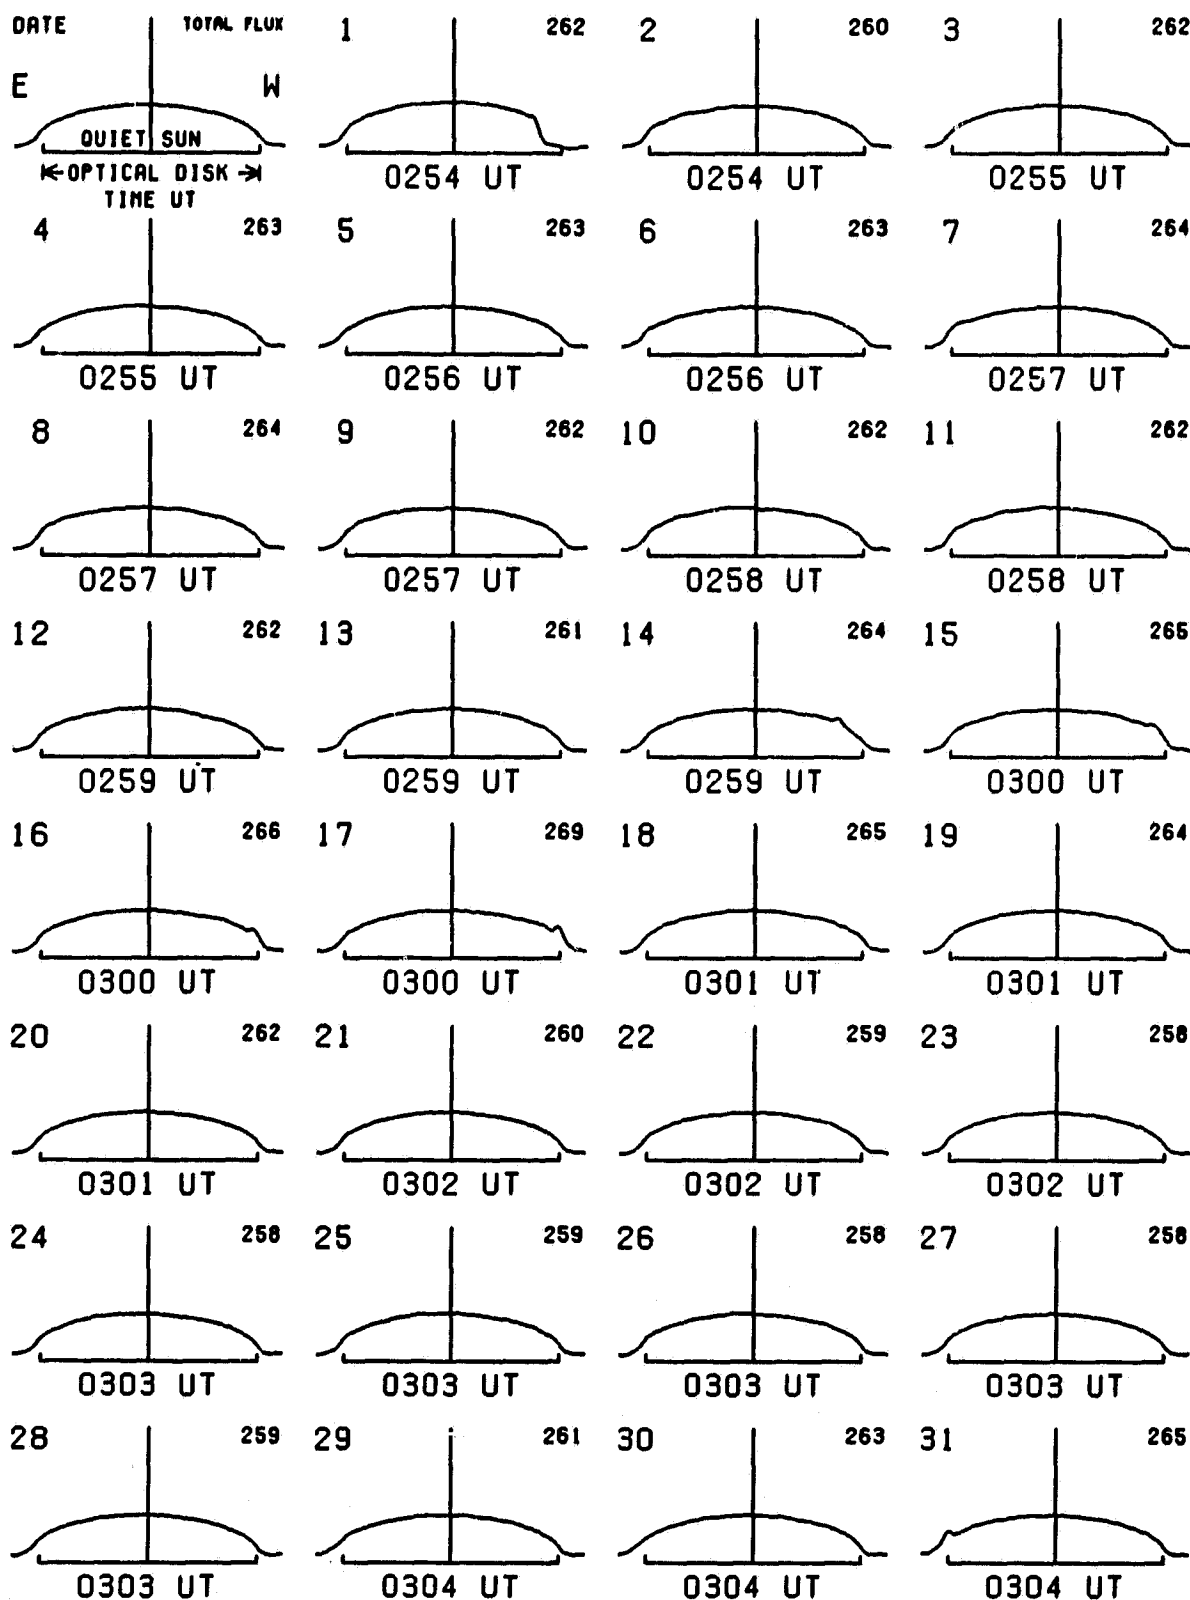 DATE TOTAL FLUX 1 262 2 260 3 262
E W
QUIET SUN
OPTICAL DISK
TIME UT
0254 UT 0254 UT 0255 UT
4 263 5 263 6 263 7 264
0255 UT 0256 UT 0256 UT 0257 UT
8 264 9 262 10 262 11 262
0257 UT 0257 UT 0258 UT 0258 UT
12 262 13 261 14 264 15 265
0259 UT 0259 UT 0259 UT 0300 UT
16 266 17 269 18 265 19 264
0300 UT 0300 UT 0301 UT 0301 UT
20 262 21 260 22 259 23 258
0301 UT 0302 UT 0302 UT 0302 UT
24 258 25 259 26 258 27 258
0303 UT 0303 UT 0303 UT 0303 UT
28 259 29 261 30 263 31 265
0303 UT 0304 UT 0304 UT 0304 UT